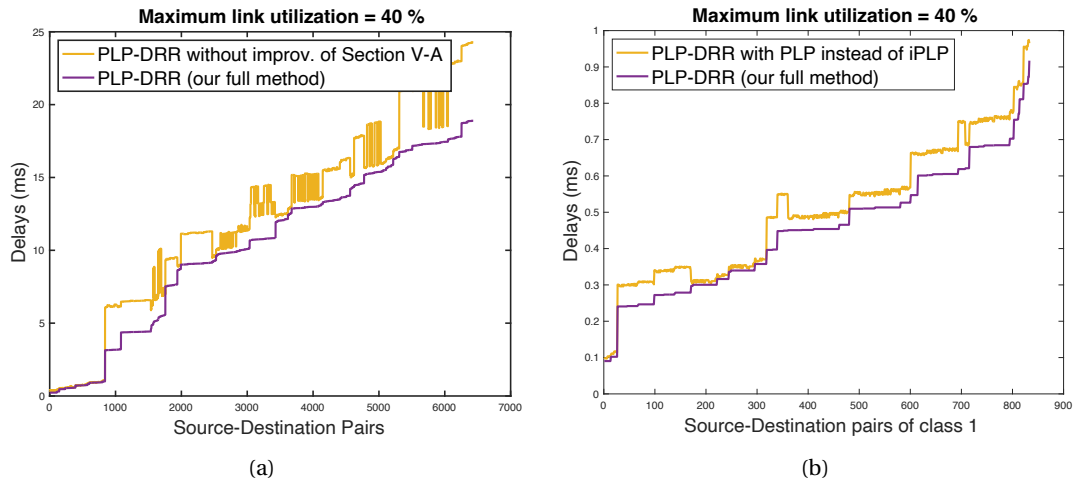 Maximum link utilization = 40 %
25
20
15
10
5
0
Delays (ms)
PLP-DRR without improv. of Section V-A
PLP-DRR (our full method)
0 1000 2000 3000 4000 5000 6000 7000
Source-Destination Pairs
(a)
Maximum link utilization = 40 %
1
0.9
0.8
0.7
0.6
0.5
0.4
0.3
0.2
0.1
0
Delays (ms)
PLP-DRR with PLP instead of iPLP
PLP-DRR (our full method)
0 100 200 300 400 500 600 700 800 900
Source-Destination pairs of class 1
(b)